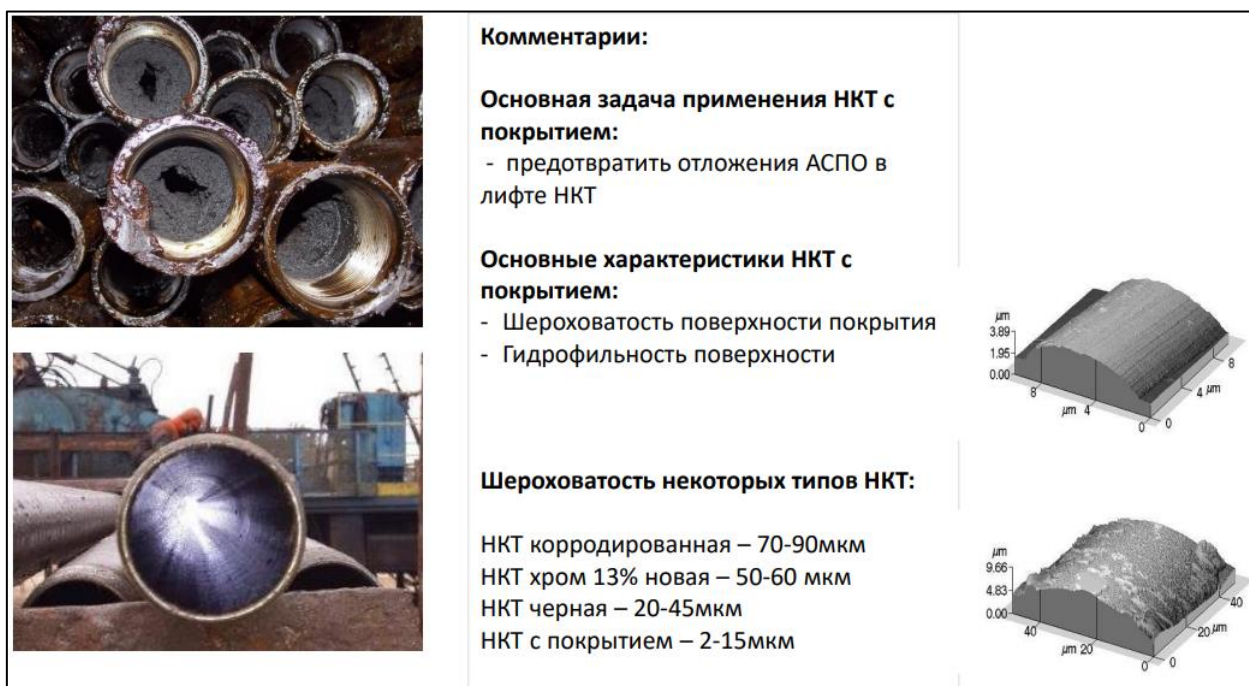 Комментарии:
Основная задача применения НКТ с
покрытием:
- предотвратить отложения АСПО в
лифте НКТ
Основные характеристики НКТ с
покрытием:
- Шероховатость поверхности покрытия
- Гидрофильность поверхности
µm
3.89
1.95
0.00
8
µm 4
0
0
4 µm
8
Шероховатость некоторых типов НКТ:
НКТ корродированная – 70-90мкм
НКТ хром 13% новая – 50-60 мкм
НКТ черная – 20-45мкм
НКТ с покрытием – 2-15мкм
µm
9.66
4.83
0.00
40
µm 20
0
0
20 µm
40